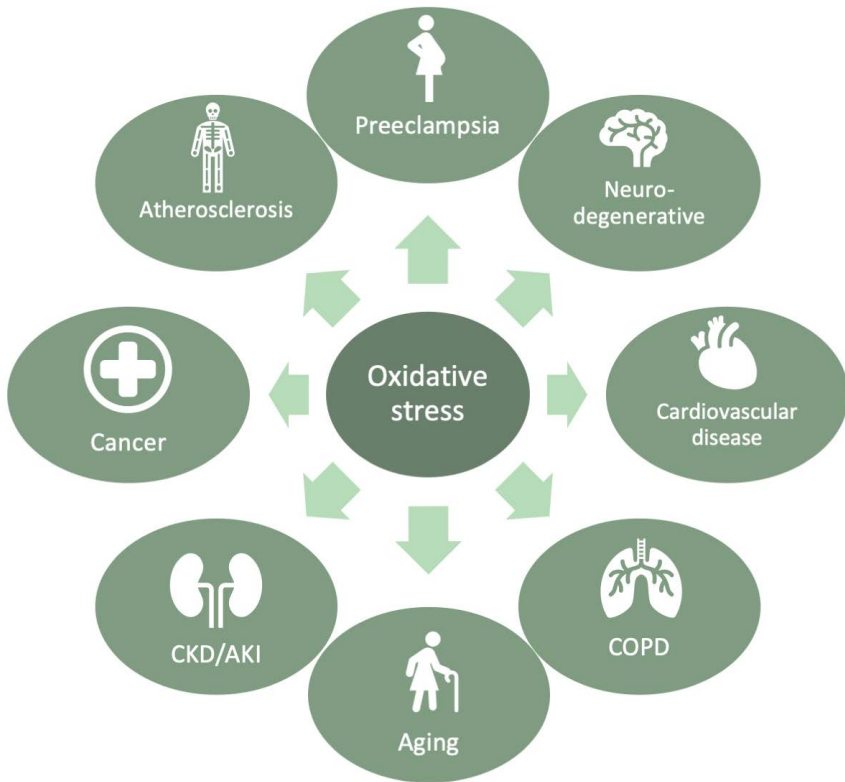 Preeclampsia
Atherosclerosis
Neuro-
degenerative
Oxidative
stress
Cancer
Cardiovascular
disease
CKD/AKI
COPD
Aging